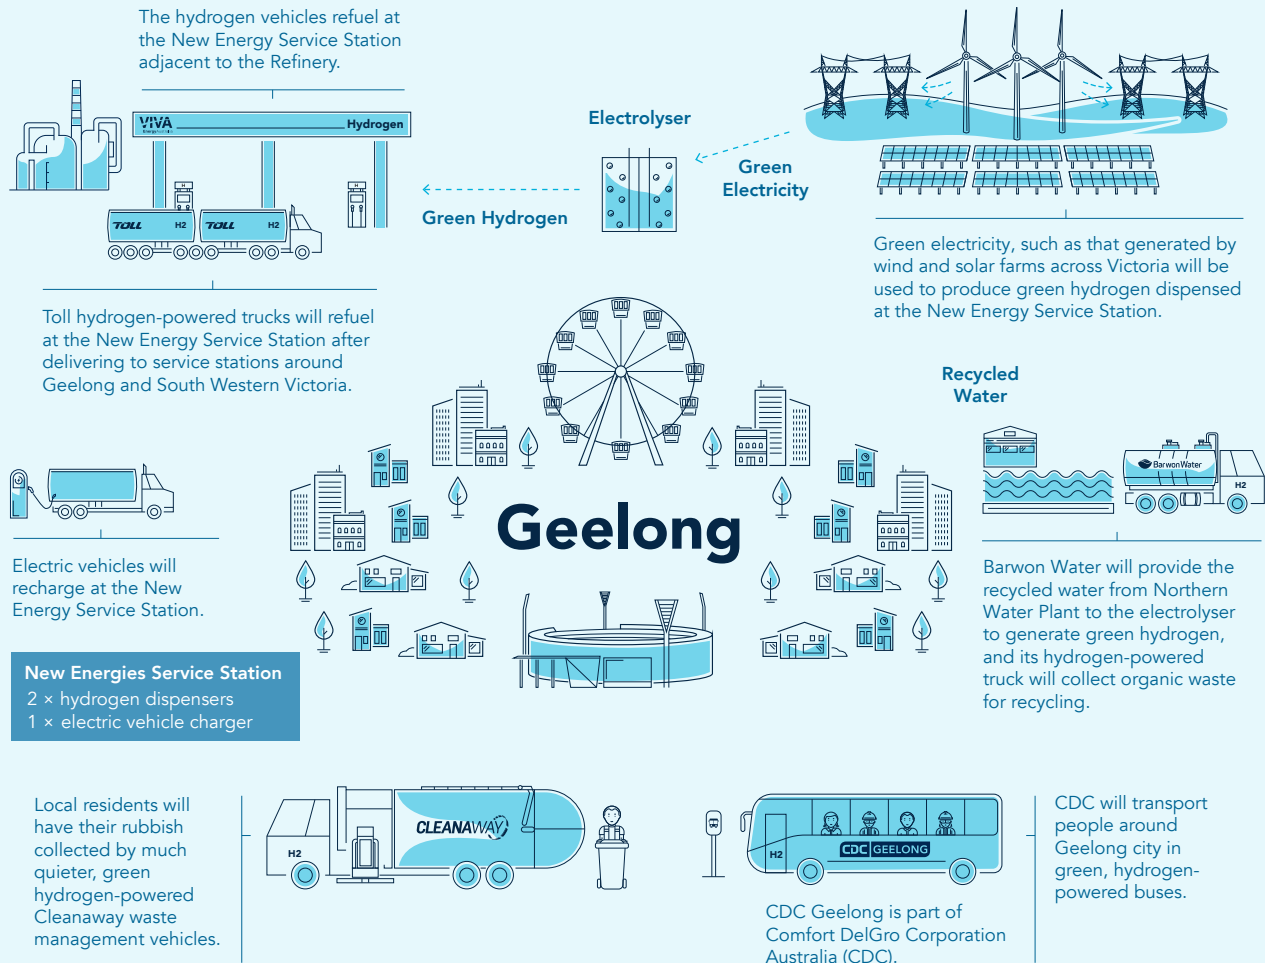 The hydrogen vehicles refuel at
the New Energy Service Station
adjacent to the Refinery.
VIVA
Hydrogen
H
H
TOLL
H2
TOLL
H2
Toll hydrogen-powered trucks will refuel
at the New Energy Service Station after
delivering to service stations around
Geelong and South Western Victoria.
Green Hydrogen
Electrolyser
Green
Electricity
Green electricity, such as that generated by
wind and solar farms across Victoria will be
used to produce green hydrogen dispensed
at the New Energy Service Station.
Electric vehicles will
recharge at the New
Energy Service Station.
New Energies Service Station
2 × hydrogen dispensers
1 × electric vehicle charger
Geelong
Recycled
Water
BarwonWater
H2
Barwon Water will provide the
recycled water from Northern
Water Plant to the electrolyser
to generate green hydrogen,
and its hydrogen-powered
truck will collect organic waste
for recycling.
Local residents will
have their rubbish
collected by much
quieter, green
hydrogen-powered
Cleanaway waste
management vehicles.
H2
CLEANAWAY
H2
CDC GEELONG
CDC Geelong is part of
Comfort DelGro Corporation
Australia (CDC).
CDC will transport
people around
Geelong city in
green, hydrogen-
powered buses.